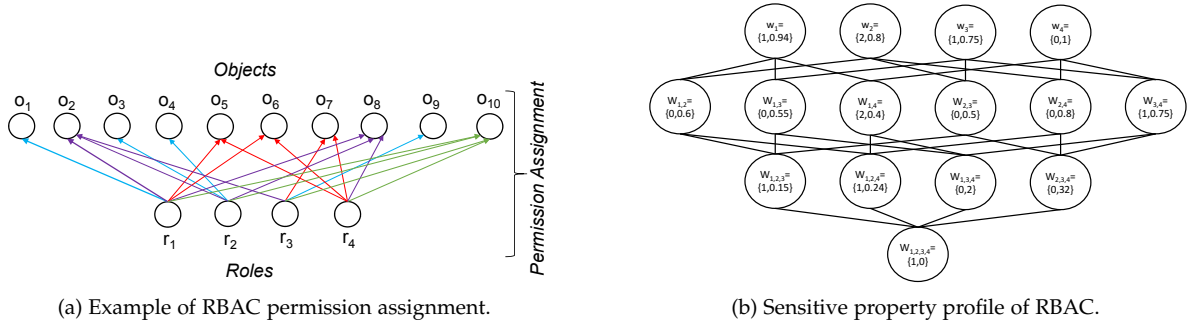 Objects
o1 o2 o3 o4 o5 o6 o7 o8 o9 o10
r1 r2 r3 r4
Roles
Permission Assignment
(a) Example of RBAC permission assignment.
w1=
{1,0.94}
w2=
{2,0.8}
w3=
{1,0.75}
w4=
{0,1}
W1,2=
{0,0.6}
W1,3=
{0,0.55}
W1,4=
{2,0.4}
W2,3=
{0,0.5}
W2,4=
{0,0.8}
W3,4=
{1,0.75}
W1,2,3=
{1,0.15}
W1,2,4=
{1,0.24}
W1,3,4=
{0,2}
W2,3,4=
{0,32}
W1,2,3,4=
{1,0}
(b) Sensitive property profile of RBAC.